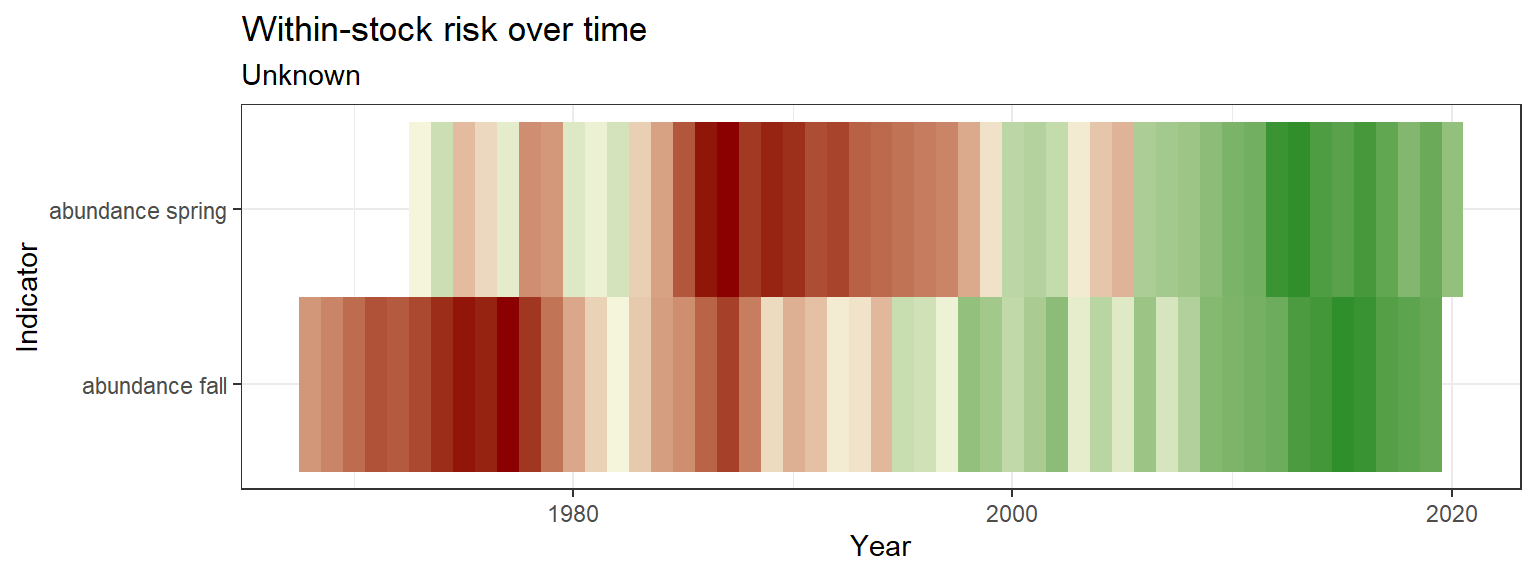 Within-stock risk over time
Unknown
Indicator
abundance spring
abundance fall
1980
2000
2020
Year